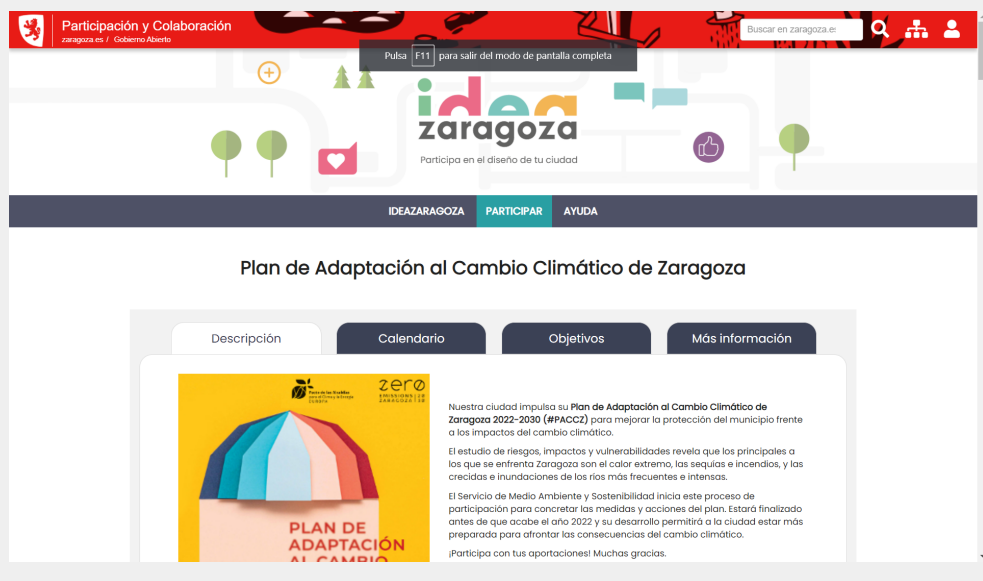 Participación y Colaboración
zaragoza.es / Gobierno Abierto
Buscar en zaragoza.e
Pulsa F11 para salir del modo de pantalla completa
idea
zaragoza
Participa en el diseño de tu ciudad
IDEAZARAGOZA PARTICIPAR AYUDA
Plan de Adaptación al Cambio Climático de Zaragoza
Descripción Calendario Objetivos Más información
zero
EMISSIONS
ZARAGOZA
PLAN DE
ADAPTACIÓN
AL CAMBIO
Nuestra ciudad impulsa su Plan de Adaptación al Cambio Climático de
Zaragoza 2022-2030 (#PACCZ) para mejorar la protección del municipio frente
a los impactos del cambio climático.
El estudio de riesgos, impactos y vulnerabilidades revela que los principales a
los que se enfrenta Zaragoza son el calor extremo, las sequías e incendios, y las
crecidas e inundaciones de los ríos más frecuentes e intensas.
El Servicio de Medio Ambiente y Sostenibilidad inicia este proceso de
participación para concretar las medidas y acciones del plan. Estará finalizado
antes de que acabe el año 2022 y su desarrollo permitirá a la ciudad estar más
preparada para afrontar las consecuencias del cambio climático.
¡Participa con tus aportaciones! Muchas gracias.